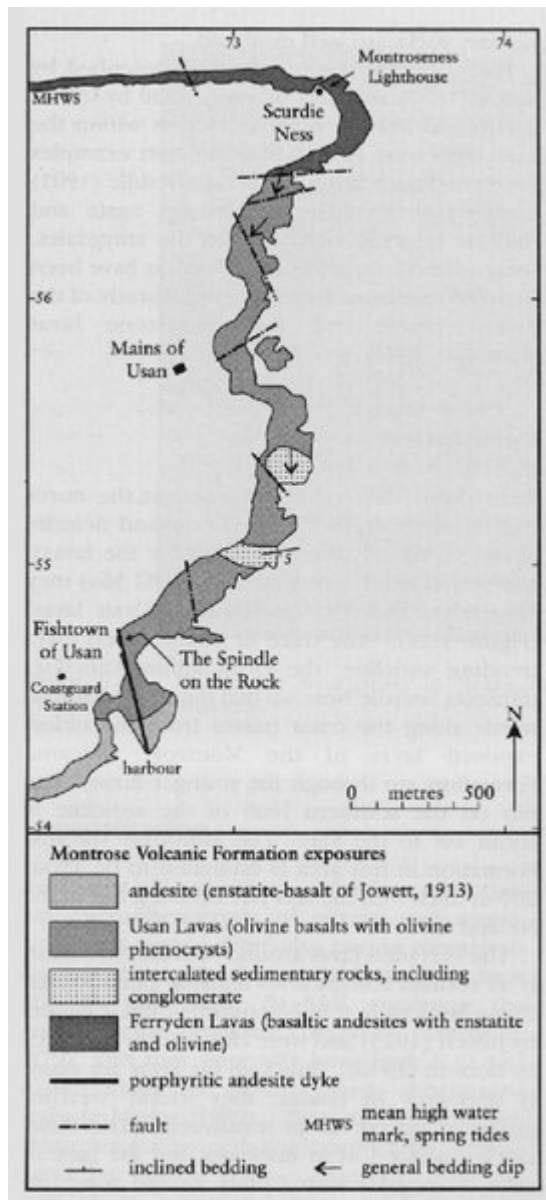 73
74
Montroseness
Lighthouse
MHWS
Scurdie
Ness
56
Mains of
Usan
55
5
Fishtown
of Usan
Coastguard
Station
The Spindle
on the Rock
harbour
N
0 metres 500
54
Montrose Volcanic Formation exposures
andesite (enstatite-basalt of Jowett, 1913)
Usan Lavas (olivine basalts with olivine
phenocrysts)
intercalated sedimentary rocks, including
conglomerate
Ferryden Lavas (basaltic andesites with enstatite
and olivine)
porphyritic andesite dyke
fault
MHWS mean high water
mark, spring tides
inclined bedding
general bedding dip